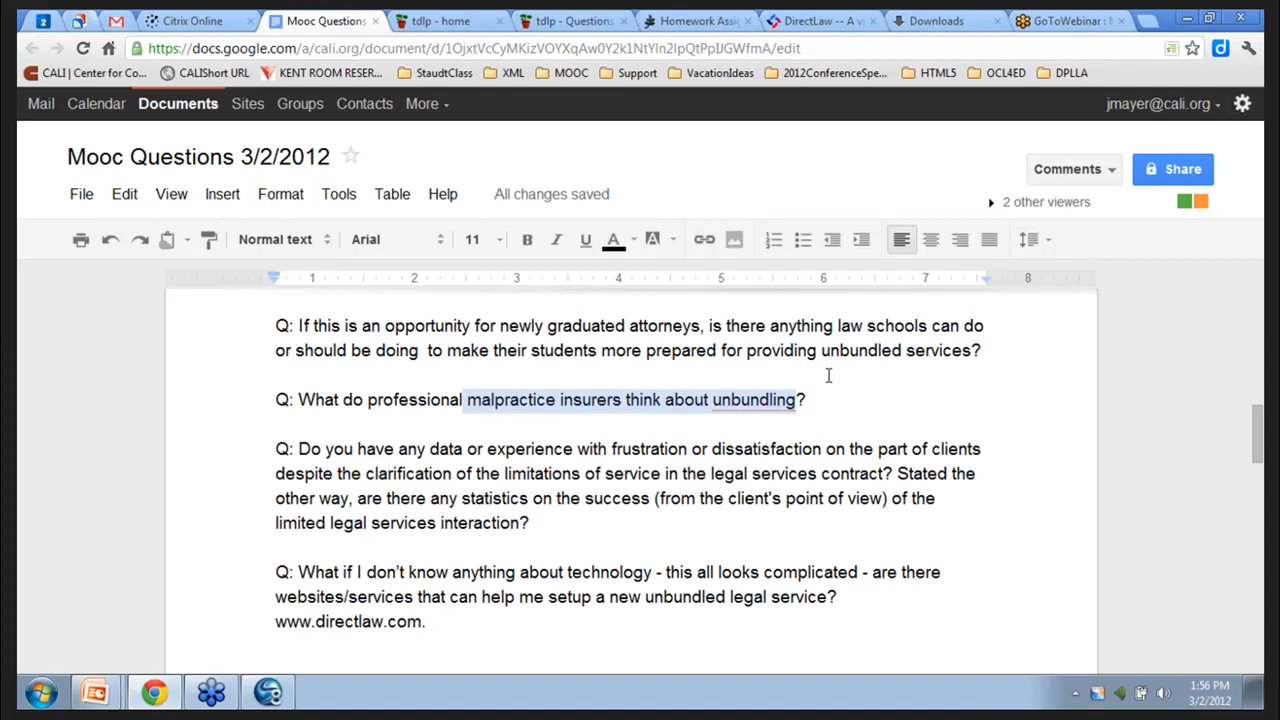 2
Citrix Online
Mooc Questions
tdlp - home
tdlp - Questions
Homework Assig
DirectLaw -- A v
Downloads
GoToWebinar : M
https://docs.google.com/a/cali.org/document/d/
/edit
CALI | Center for Co...
CALIShort URL
KENT ROOM RESER...
StaudtClass
XML
MOOC
Support
VacationIdeas
2012ConferenceSpe...
HTML5
OCL4ED
DPLLA
Mail Calendar Documents Sites Groups Contacts More
jmayer@cali.org
Mooc Questions 3/2/2012
Comments
Share
File Edit View Insert Format Tools Table Help All changes saved
2 other viewers
Normal text Arial 11 B I U A A
1 2 3 4 5 6 7 8
Q: If this is an opportunity for newly graduated attorneys, is there anything law schools can do
or should be doing  to make their students more prepared for providing unbundled services?
Q: What do professional malpractice insurers think about unbundling?
Q: Do you have any data or experience with frustration or dissatisfaction on the part of clients
despite the clarification of the limitations of service in the legal services contract? Stated the
other way, are there any statistics on the success (from the client's point of view) of the
limited legal services interaction?
Q: What if I don't know anything about technology - this all looks complicated - are there
websites/services that can help me setup a new unbundled legal service?
www.directlaw.com.
1:56 PM
3/2/2012